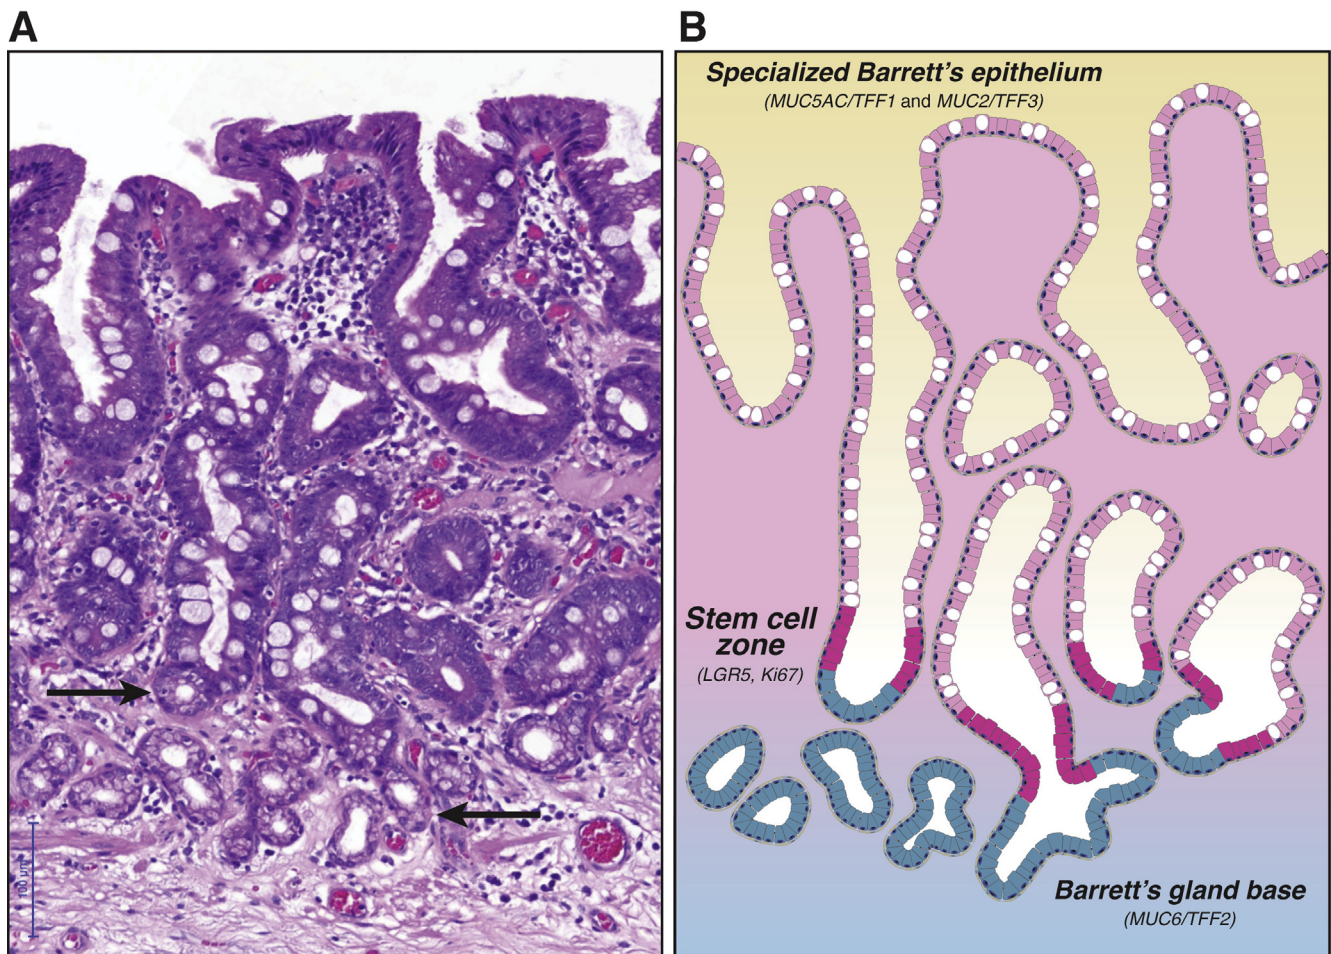 A
B
Specialized Barrett's epithelium
(MUC5AC/TFF1 and MUC2/TFF3)
Stem cell
zone
(LGR5, Ki67)
Barrett's gland base
(MUC6/TFF2)
100 µm